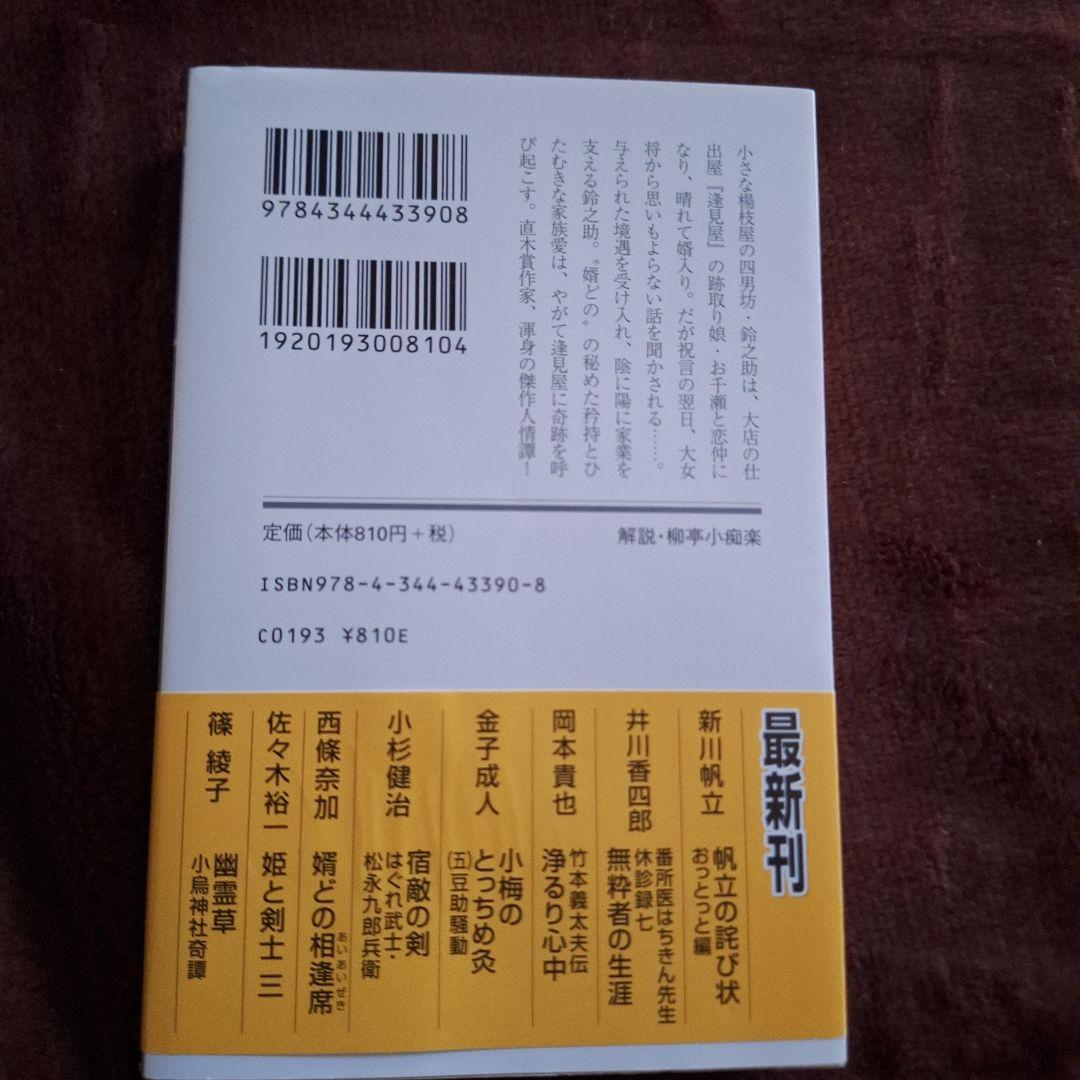 9784344433908
1920193008104
小さな楊枝屋の四男坊・鈴之助は、大店の仕
出屋『逢見屋』の跡取り娘・お千瀬と恋仲に
なり、晴れて婿入り。だが祝言の翌日、大女
将から思いもよらない話を聞かされる……。
与えられた境遇を受け入れ、陰に陽に家業を
支える鈴之助。〝婿どの〟の秘めた矜持とひ
たむきな家族愛は、やがて逢見屋に奇跡を呼
び起こす。直木賞作家、渾身の傑作人情譚！
定価（本体810円＋税）
解説・柳亭小痴楽
ISBN978-4-344-43390-8
C0193 ¥810E
最新刊
新川帆立
帆立の詫び状
おっとっと編
井川香四郎
番所医はちきん先生
休診録七
無粋者の生涯
岡本貴也
竹本義太夫伝
浄るり心中
金子成人
小梅の
とっちめ灸
（五）豆助騒動
小杉健治
宿敵の剣
はぐれ武士・
松永九郎兵衛
西條奈加
婿どの相逢席
あいあいぜき
佐々木裕一
姫と剣士 三
篠 綾子
幽霊草
小烏神社奇譚